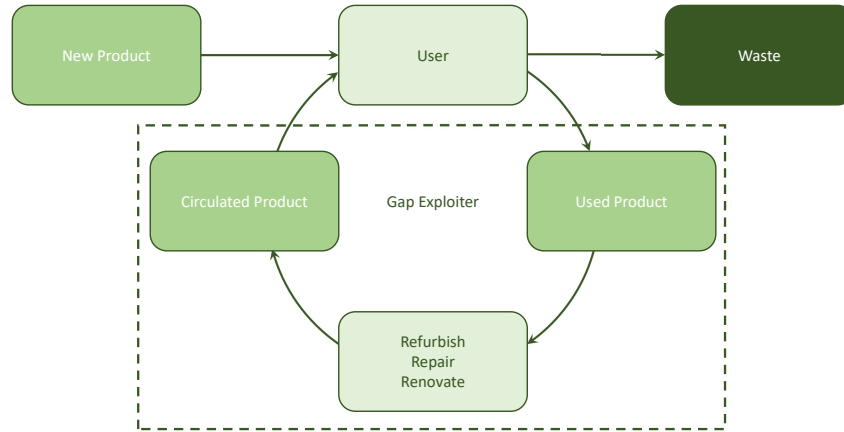 New Product
User
Waste
Circulated Product
Gap Exploiter
Used Product
Refurbish
Repair
Renovate